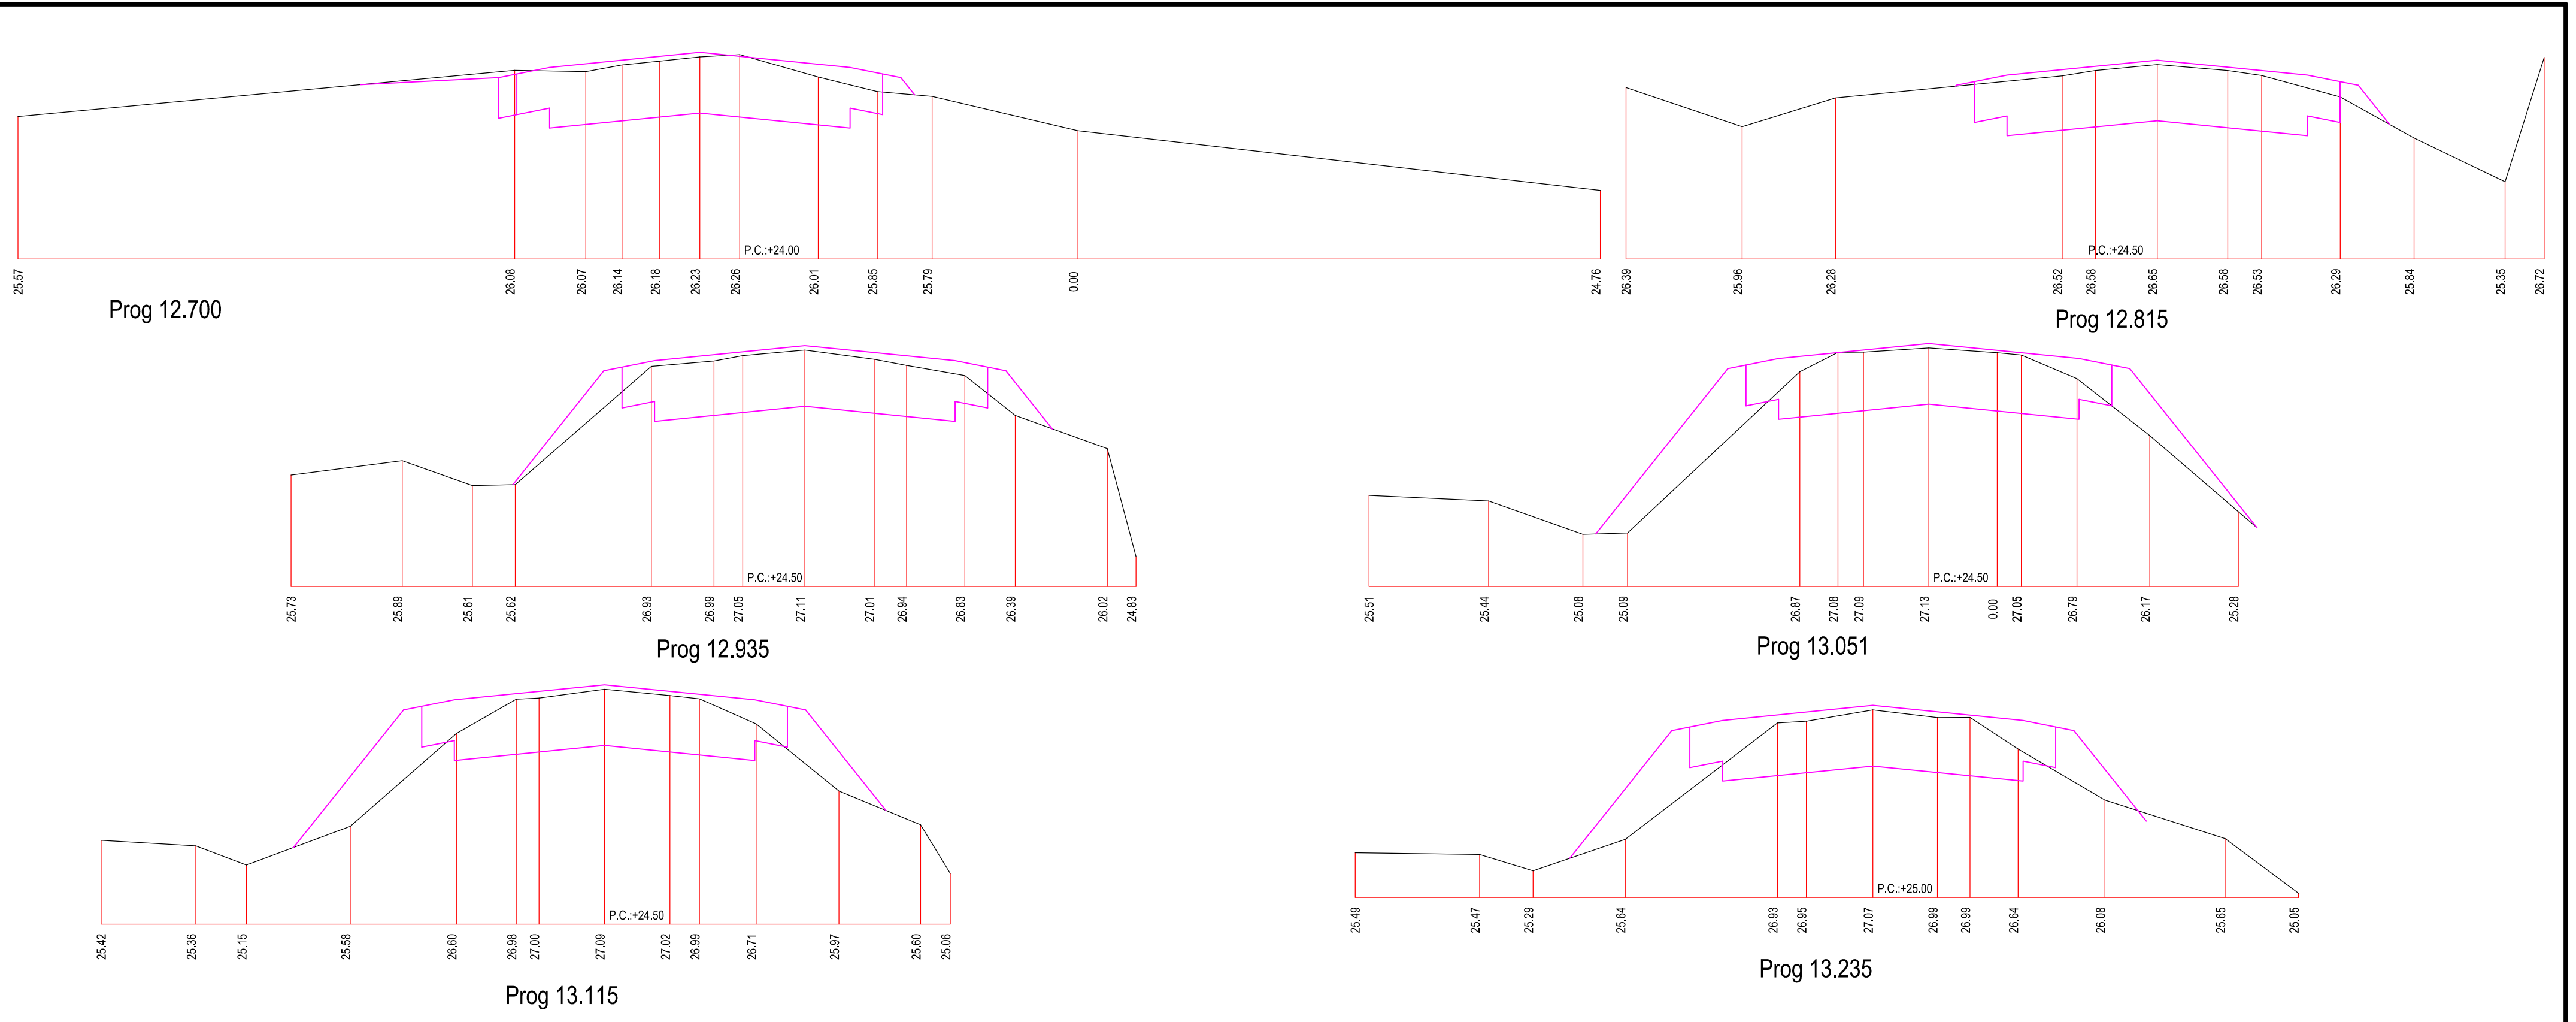 P.C.:+24.00
25.57 26.08 26.07 26.14 26.18 26.23 26.26 26.01 25.85 25.79 0.00 24.76
Prog 12.700
P.C.:+24.50
26.39 25.96 26.28 26.52 26.58 26.65 26.58 26.53 26.29 25.84 25.35 26.72
Prog 12.815
P.C.:+24.50
25.73 25.89 25.61 25.62 26.93 26.99 27.05 27.11 27.01 26.94 26.83 26.39 26.02 24.83
Prog 12.935
P.C.:+24.50
25.51 25.44 25.08 25.09 26.87 27.08 27.09 27.13 0.00 27.05 26.79 26.17 25.28
Prog 13.051
P.C.:+24.50
25.42 25.36 25.15 25.58 26.60 26.98 27.00 27.09 27.02 26.99 26.71 25.97 25.60 25.06
Prog 13.115
P.C.:+25.00
25.49 25.47 25.29 25.64 26.93 26.95 27.07 26.99 26.99 26.64 26.08 25.65 25.05
Prog 13.235